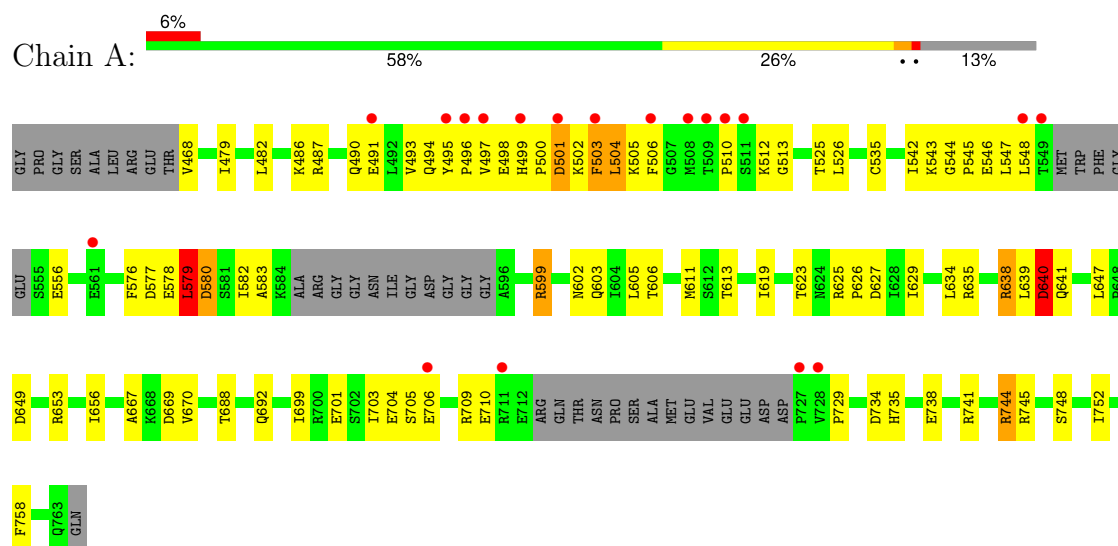 6%
Chain A:
58% 26% • • 13%
GLY PRO GLY SER ALA LEU ARG GLU THR V468 I479 L482 K486 R487 Q490 E491 L492 V493 Q494 Y495 P496 V497 E498 H499 P500 D501 K502 F503 L504 K505 F506 G507 M508 T509 P510 S511 K512 G513 T525 L526 C535 I542 K543 G544 P545 E546 L547 L548 T549 MET TRP PHE GLY
GLU S555 E556 E561 F576 D577 E578 L579 D580 S581 I582 A583 K584 ALA ARG GLY GLY ASN ILE GLY ASP GLY GLY GLY A596 R599 N602 Q603 I604 L605 T606 M611 S612 T613 I619 T623 N624 R625 P626 D627 I628 I629 L634 R635 R638 L639 D640 Q641 L647 P648
D649 R653 I656 A667 K668 D669 V670 T688 Q692 I699 R700 E701 S702 I703 E704 S705 E706 R709 E710 R711 E712 ARG GLN THR ASN PRO SER ALA MET GLU VAL GLU GLU ASP ASP P727 V728 P729 D734 H735 E738 R741 R744 R745 S748 I752
F758 Q763 GLN